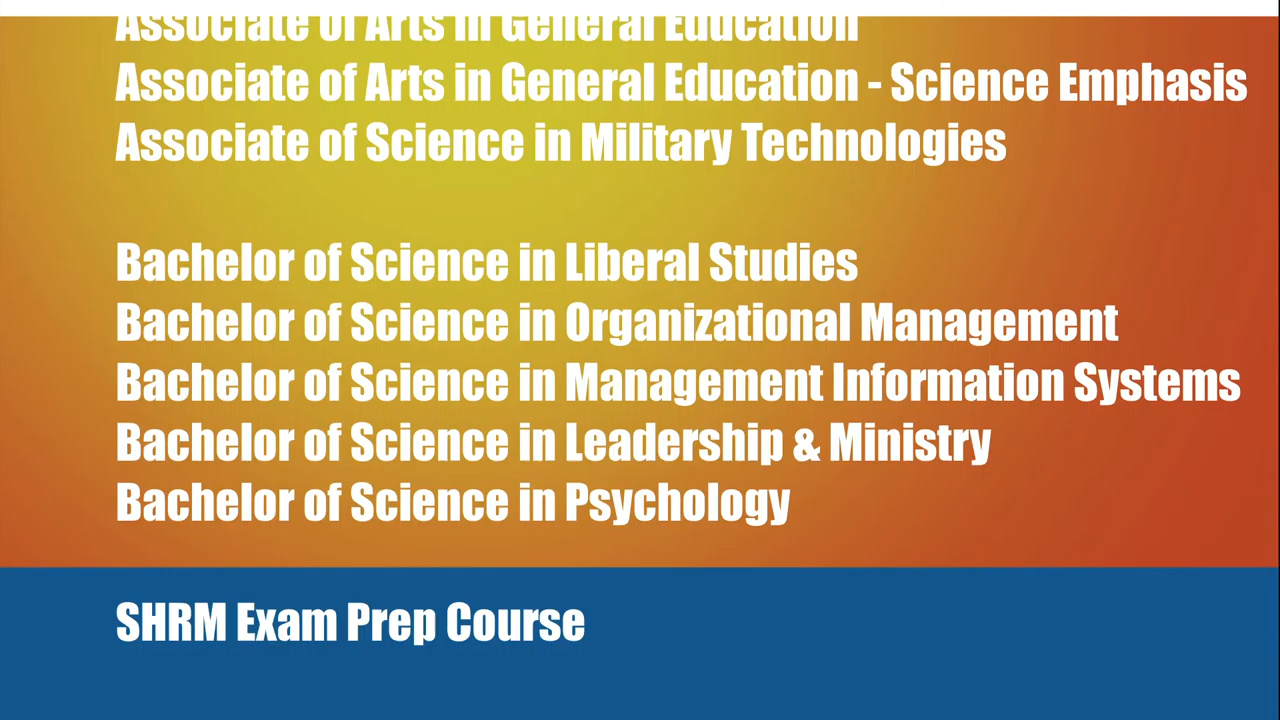 Associate of Arts in General Education
Associate of Arts in General Education - Science Emphasis
Associate of Science in Military Technologies
Bachelor of Science in Liberal Studies
Bachelor of Science in Organizational Management
Bachelor of Science in Management Information Systems
Bachelor of Science in Leadership & Ministry
Bachelor of Science in Psychology
SHRM Exam Prep Course